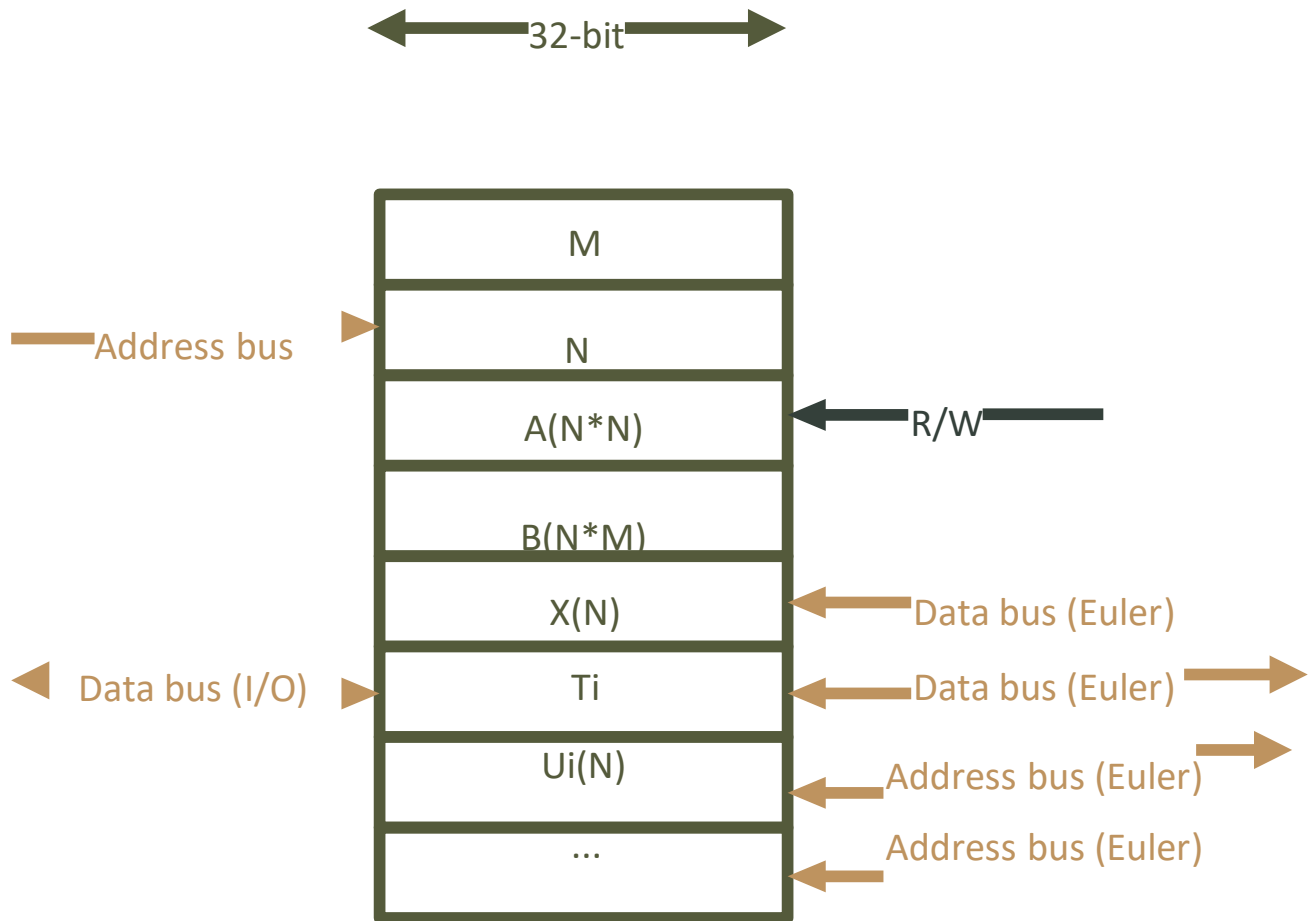 32-bit
M
Address bus
N
A(N*N)
R/W
B(N*M)
X(N)
Data bus (Euler)
Data bus (I/O)
Ti
Data bus (Euler)
Ui(N)
Address bus (Euler)
...
Address bus (Euler)